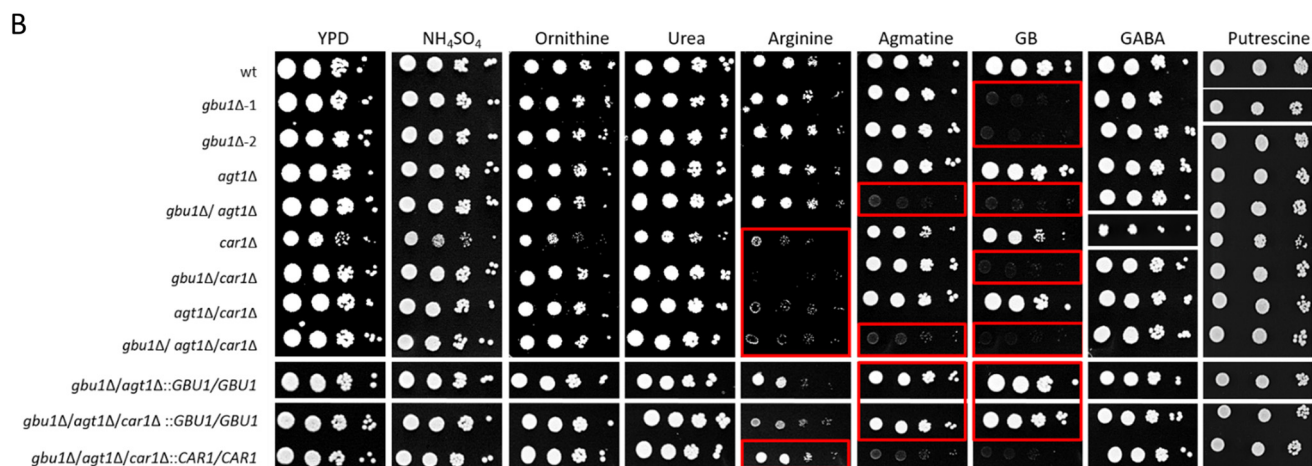 B
YPD NH₄SO₄ Ornithine Urea Arginine Agmatine GB GABA Putrescine
wt
gbu1Δ-1
gbu1Δ-2
agt1Δ
gbu1Δ/ agt1Δ
car1Δ
gbu1Δ/car1Δ
agt1Δ/car1Δ
gbu1Δ/ agt1Δ/car1Δ
gbu1Δ/agt1Δ::GBU1/GBU1
gbu1Δ/agt1Δ/car1Δ ::GBU1/GBU1
gbu1Δ/agt1Δ/car1Δ::CAR1/CAR1